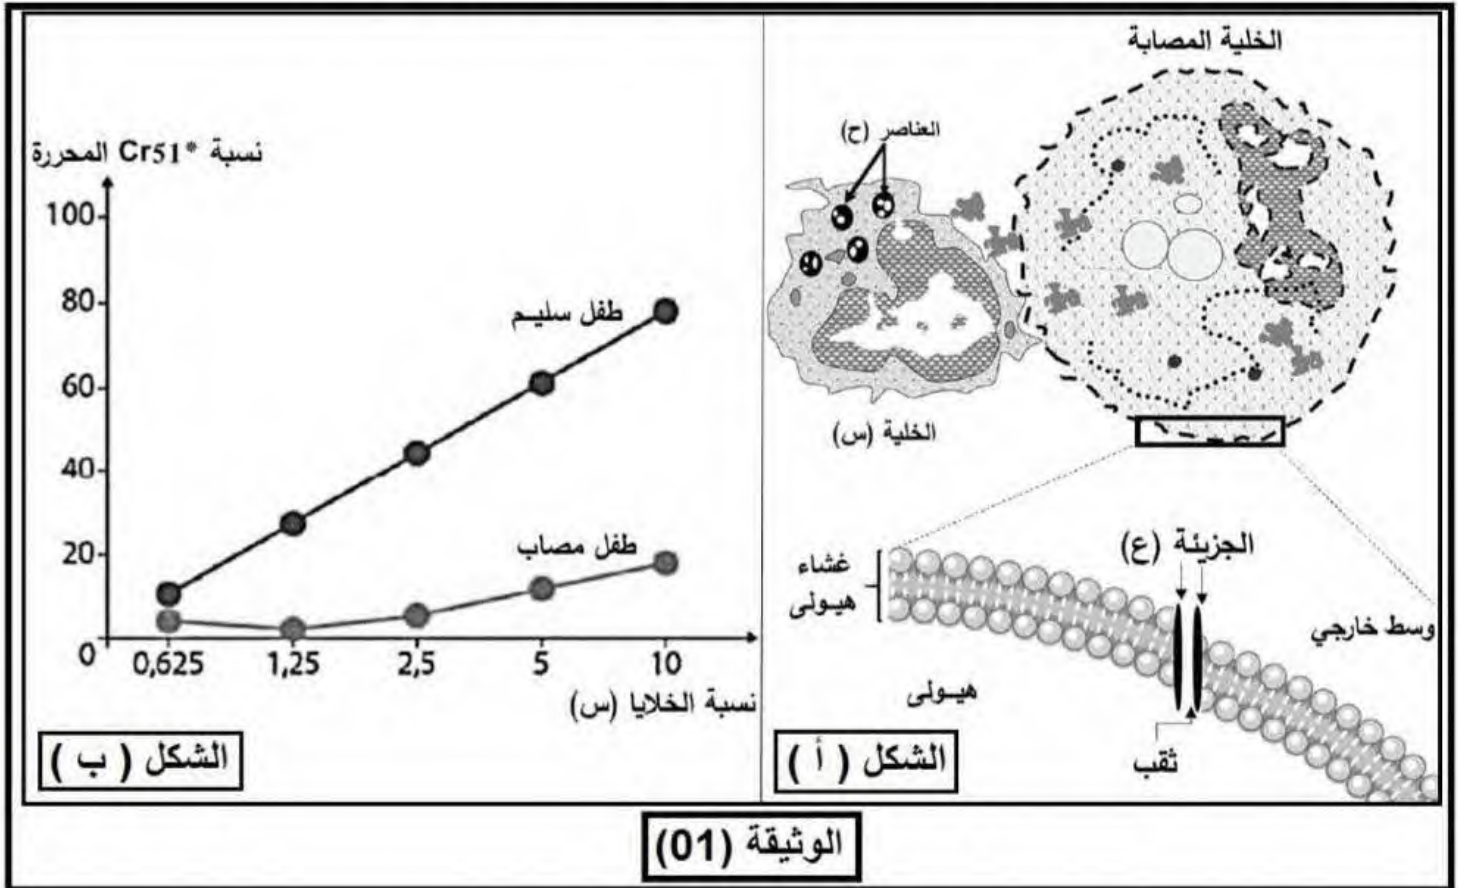 الخلية المصابة
العناصر (ح)
الخلية (س)
الجزيئة (ع)
غشاء
هيولى
وسط خارجي
هيولى
ثقب
الشكل ( أ )
نسبة Cr51* المحررة
100
80
60
40
20
0
طفل سليم
طفل مصاب
0,625 1,25 2,5 5 10
نسبة الخلايا (س)
الشكل ( ب )
الوثيقة (01)